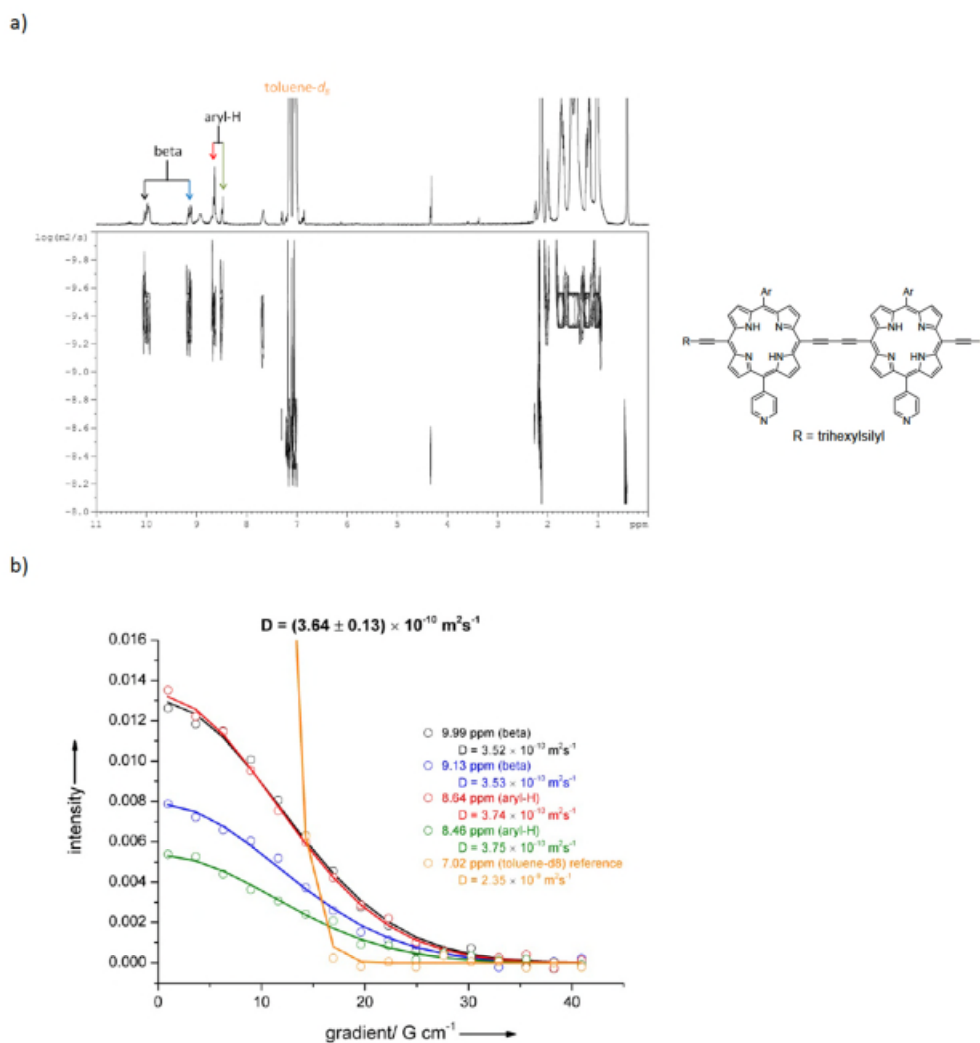 a)
toluene-d8
aryl-H
beta
log(m2/s)
-9.8
-9.6
-9.4
-9.2
-9.0
-8.8
-8.6
-8.4
-8.2
-8.0
11 10 9 8 7 6 5 4 3 2 1 ppm
Ar Ar
NH N NH N
R
N HN N HN
N N
R = trihexylsilyl
b)
D = (3.64 ± 0.13) × 10⁻¹⁰ m²s⁻¹
0.016
0.014
0.012
0.010
0.008
0.006
0.004
0.002
0.000
intensity
9.99 ppm (beta)
D = 3.52 × 10⁻¹⁰ m²s⁻¹
9.13 ppm (beta)
D = 3.53 × 10⁻¹⁰ m²s⁻¹
8.64 ppm (aryl-H)
D = 3.74 × 10⁻¹⁰ m²s⁻¹
8.46 ppm (aryl-H)
D = 3.75 × 10⁻¹⁰ m²s⁻¹
7.02 ppm (toluene-d8) reference
D = 2.35 × 10⁻⁹ m²s⁻¹
0 10 20 30 40
gradient/ G cm⁻¹